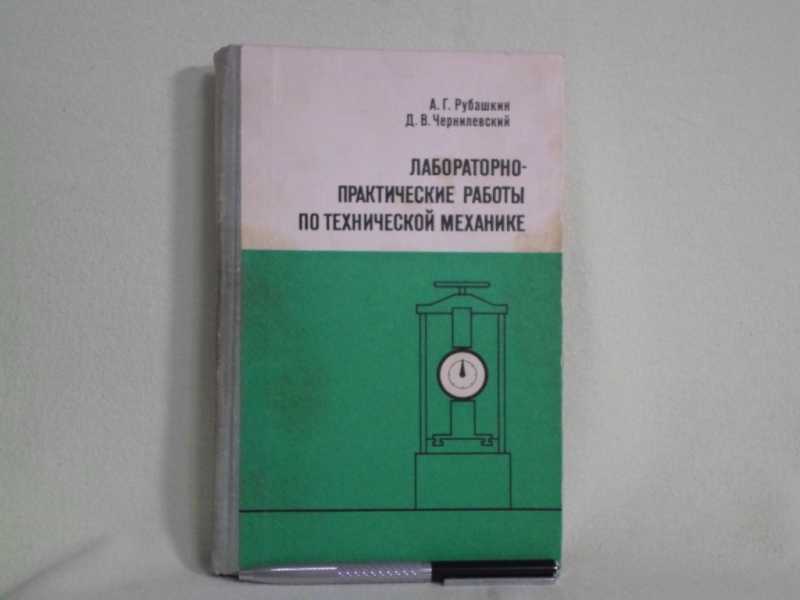 А. Г. Рубашкин
Д. В. Чернилевский
ЛАБОРАТОРНО-
ПРАКТИЧЕСКИЕ РАБОТЫ
ПО ТЕХНИЧЕСКОЙ МЕХАНИКЕ